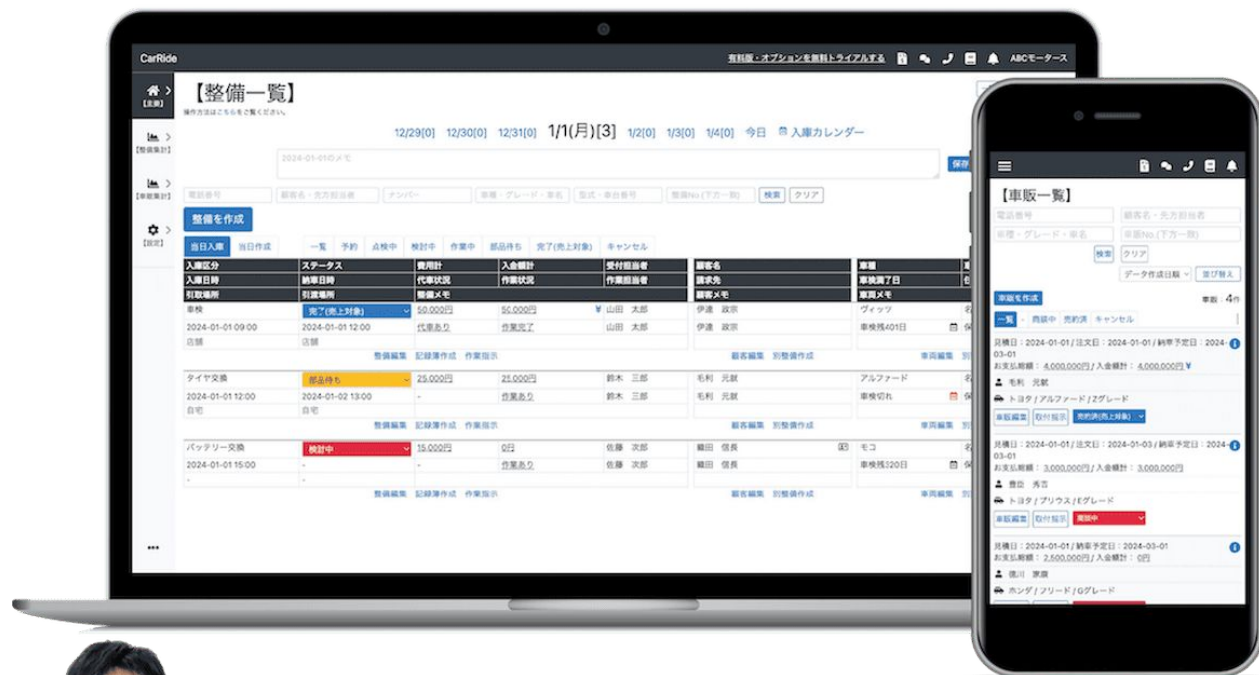 CarRide
有料版・オプションを無料トライアルする
ABCモータース
【主要】
【整備集計】
【車販集計】
【設定】
【整備一覧】
操作方法はこちらをご覧ください。
12/29[0] 12/30[0] 12/31[0] 1/1(月)[3] 1/2[0] 1/3[0] 1/4[0] 今日 入庫カレンダー
2024-01-01のメモ
保存
電話番号 顧客名・先方担当者 ナンバー 車種・グレード・車名 型式・車台番号 整備No.(下方一致) 検索 クリア
整備を作成
当日入庫 当日作成 一覧 予約 点検中 検討中 作業中 部品待ち 完了(売上対象) キャンセル
入庫区分 ステータス 費用計 入金額計 受付担当者 顧客名 車種
入庫日時 納車日時 代車状況 作業状況 作業担当者 請求先 車検満了日
引取場所 引渡場所 整備メモ 顧客メモ 車両メモ
車検 完了(売上対象) 50,000円 50,000円 ¥ 山田 太郎 伊達 政宗 ヴィッツ
2024-01-01 09:00 2024-01-01 12:00 代車あり 作業完了 山田 太郎 伊達 政宗 車検残401日
店舗 店舗
整備編集 記録簿作成 作業指示 顧客編集 別整備作成 車両編集
タイヤ交換 部品待ち 25,000円 25,000円 鈴木 三郎 毛利 元就 アルファード
2024-01-01 12:00 2024-01-02 13:00 - 作業あり 鈴木 三郎 毛利 元就 車検切れ
自宅 自宅
整備編集 記録簿作成 作業指示 顧客編集 別整備作成 車両編集
バッテリー交換 検討中 15,000円 0円 佐藤 次郎 織田 信長 モコ
2024-01-01 15:00 - - 作業あり 佐藤 次郎 織田 信長 車検残320日
- -
整備編集 記録簿作成 作業指示 顧客編集 別整備作成 車両編集
【車販一覧】
電話番号 顧客名・先方担当者
車種・グレード・車名 車販No.(下方一致)
検索 クリア
データ作成日順 並び替え
車販を作成 車販:4件
一覧 - 商談中 売約済 キャンセル
見積日:2024-01-01/注文日:2024-01-01/納車予定日:2024-
03-01
お支払総額:4,000,000円/入金額計:4,000,000円 ¥
毛利 元就
トヨタ/アルファード/Zグレード
車販編集 取付指示 売約済(売上対象)
見積日:2024-01-01/注文日:2024-01-03/納車予定日:2024-
03-01
お支払総額:3,000,000円/入金額計:3,000,000円
豊臣 秀吉
トヨタ/プリウス/Eグレード
車販編集 取付指示 商談中
見積日:2024-01-01/納車予定日:2024-03-01
お支払総額:2,500,000円/入金額計:0円
徳川 家康
ホンダ/フリード/Gグレード